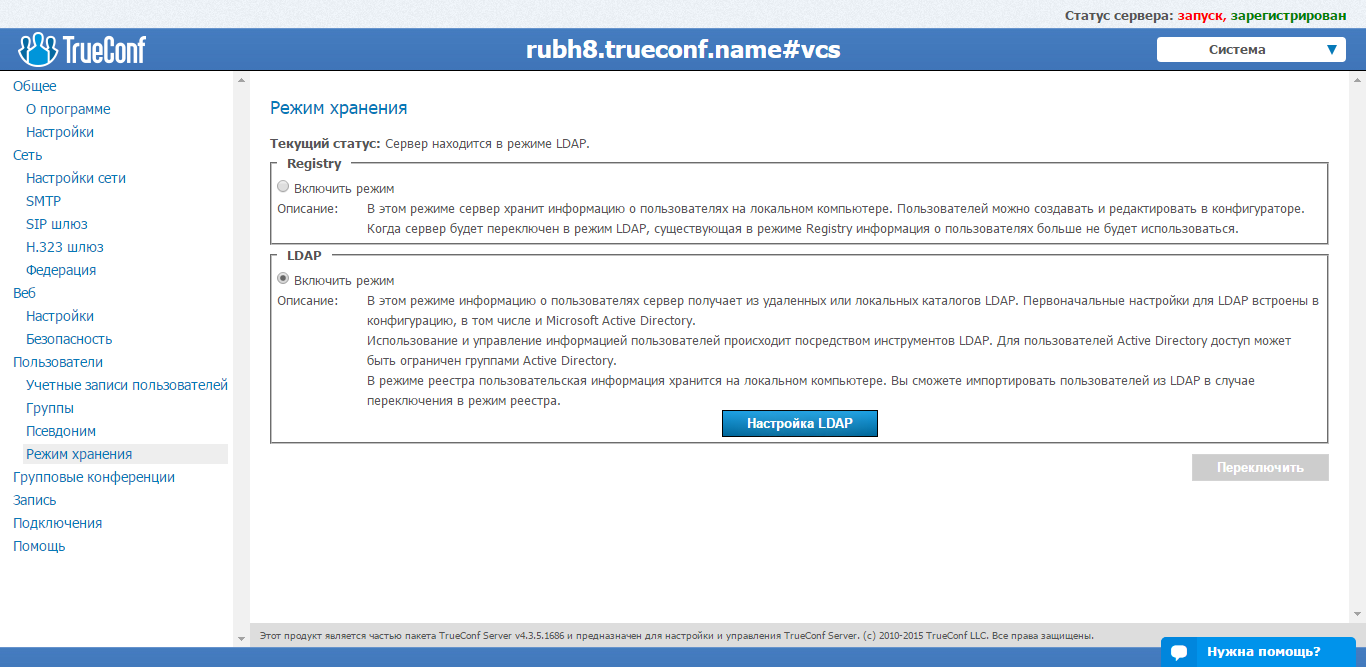 Статус сервера: запуск, зарегистрирован
TrueConf
rubh8.trueconf.name#vcs
Система
Общее
О программе
Настройки
Сеть
Настройки сети
SMTP
SIP шлюз
H.323 шлюз
Федерация
Веб
Настройки
Безопасность
Пользователи
Учетные записи пользователей
Группы
Псевдоним
Режим хранения
Групповые конференции
Запись
Подключения
Помощь
Режим хранения
Текущий статус: Сервер находится в режиме LDAP.
Registry
Включить режим
Описание: В этом режиме сервер хранит информацию о пользователях на локальном компьютере. Пользователей можно создавать и редактировать в конфигураторе.
Когда сервер будет переключен в режим LDAP, существующая в режиме Registry информация о пользователях больше не будет использоваться.
LDAP
Включить режим
Описание: В этом режиме информацию о пользователях сервер получает из удаленных или локальных каталогов LDAP. Первоначальные настройки для LDAP встроены в
конфигурацию, в том числе и Microsoft Active Directory.
Использование и управление информацией пользователей происходит посредством инструментов LDAP. Для пользователей Active Directory доступ может
быть ограничен группами Active Directory.
В режиме реестра пользовательская информация хранится на локальном компьютере. Вы сможете импортировать пользователей из LDAP в случае
переключения в режим реестра.
Настройка LDAP
Переключить
Этот продукт является частью пакета TrueConf Server v4.3.5.1686 и предназначен для настройки и управления TrueConf Server. (c) 2010-2015 TrueConf LLC. Все права защищены.
Нужна помощь?